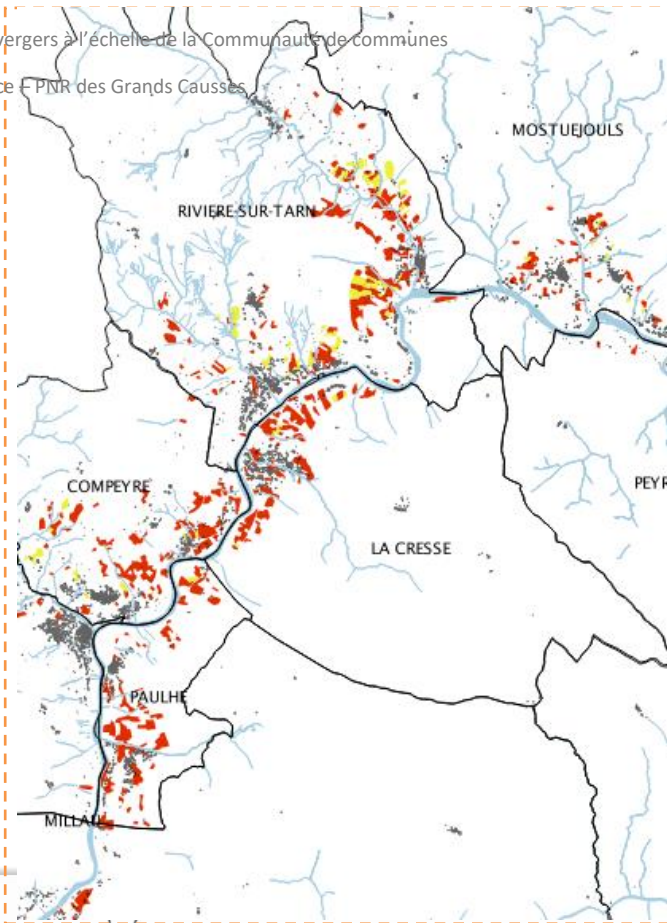 vergers à l'échelle de la Communauté de communes
ce – PNR des Grands Causses
MOSTUEJOULS
RIVIERE-SUR-TARN
COMPEYRE
PEYR
LA CRESSE
PAULHE
MILLAU